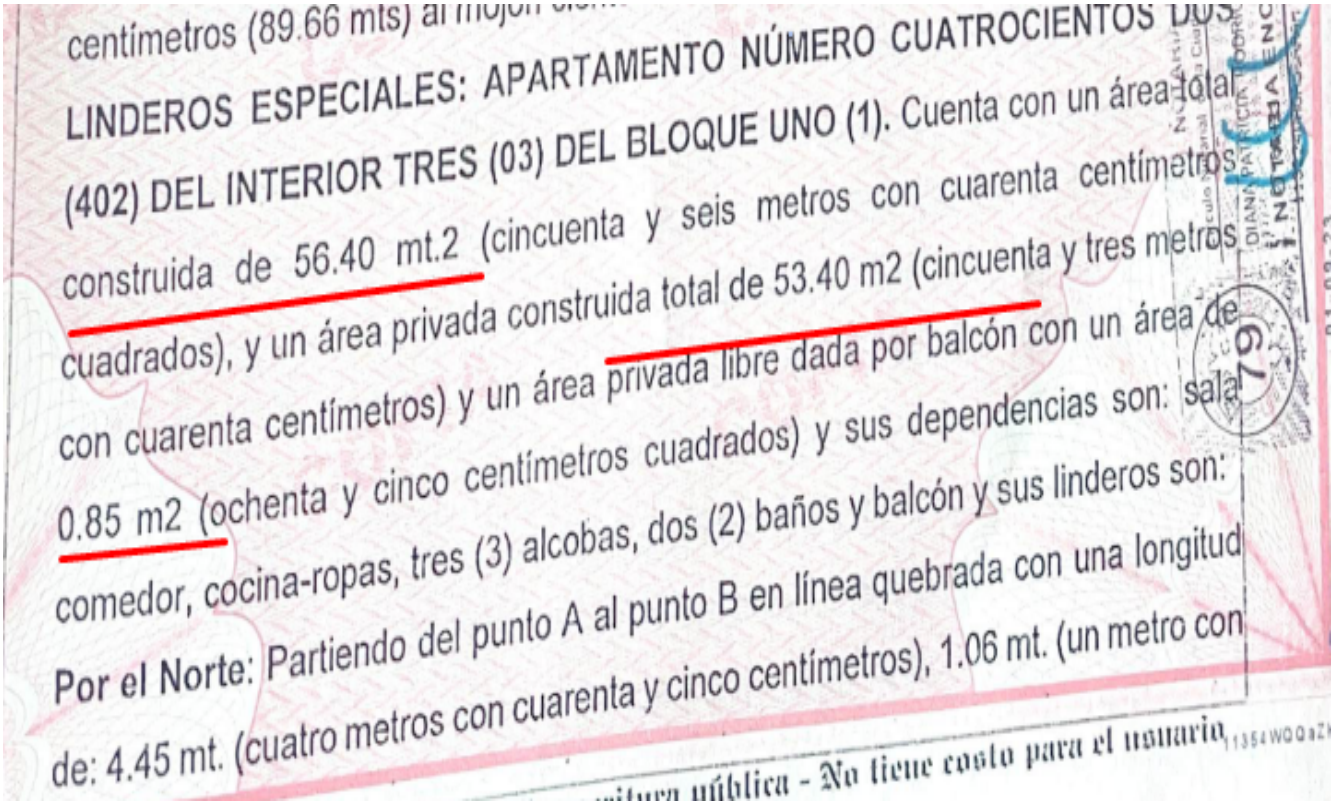 centímetros (89.66 mts) al mojón
LINDEROS ESPECIALES: APARTAMENTO NÚMERO CUATROCIENTOS DOS
(402) DEL INTERIOR TRES (03) DEL BLOQUE UNO (1). Cuenta con un área total
construida de 56.40 mt.2 (cincuenta y seis metros con cuarenta centímetros
cuadrados), y un área privada construida total de 53.40 m2 (cincuenta y tres metros
con cuarenta centímetros) y un área privada libre dada por balcón con un área de
0.85 m2 (ochenta y cinco centímetros cuadrados) y sus dependencias son: sala
comedor, cocina-ropas, tres (3) alcobas, dos (2) baños y balcón y sus linderos son:
Por el Norte: Partiendo del punto A al punto B en línea quebrada con una longitud
de: 4.45 mt. (cuatro metros con cuarenta y cinco centímetros), 1.06 mt. (un metro con
pública - No tiene costo para el usuario
79
DIANA PATRICIA